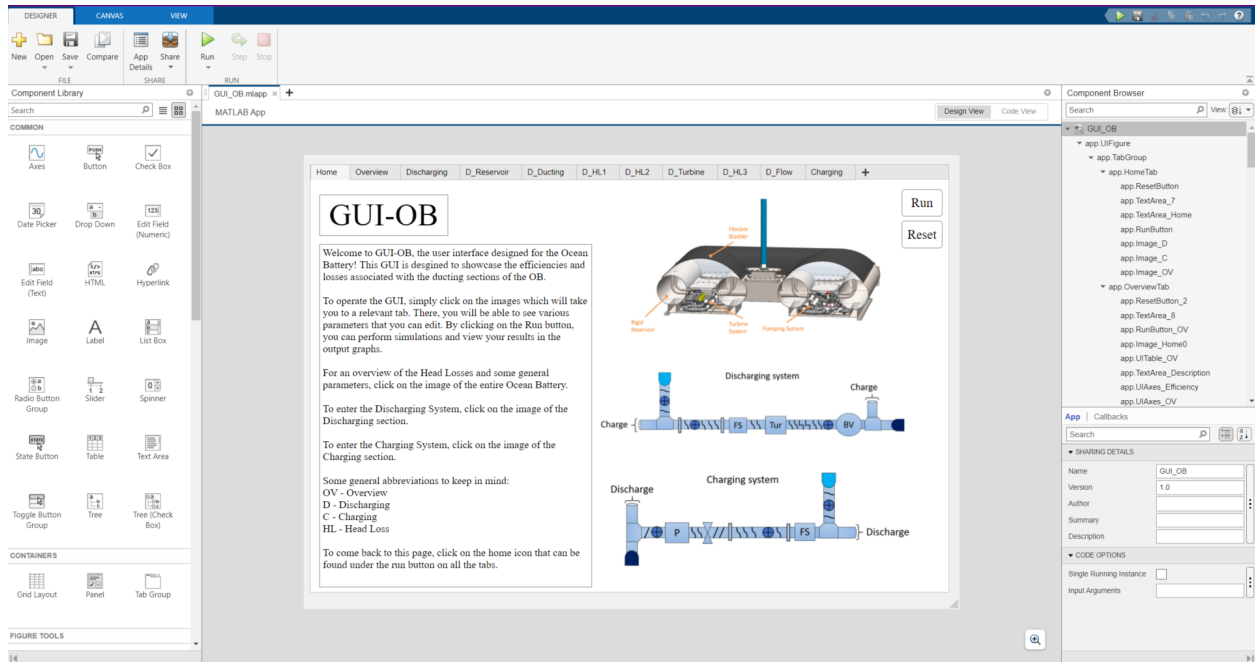 DESIGNER CANVAS VIEW
New Open Save Compare App Details Share Run Step Stop
FILE SHARE RUN
Component Library
Search
COMMON
Axes Button Check Box
Date Picker Drop Down Edit Field (Numeric)
Edit Field (Text) HTML Hyperlink
Image Label List Box
Radio Button Group Slider Spinner
State Button Table Text Area
Toggle Button Group Tree Tree (Check Box)
CONTAINERS
Grid Layout Panel Tab Group
FIGURE TOOLS
GUI_OB.mlapp
MATLAB App
Design View Code View
Home Overview Discharging D_Reservoir D_Ducting D_HL1 D_HL2 D_Turbine D_HL3 D_Flow Charging
GUI-OB
Welcome to GUI-OB, the user interface designed for the Ocean
Battery! This GUI is desgined to showcase the efficiencies and
losses associated with the ducting sections of the OB.
To operate the GUI, simply click on the images which will take
you to a relevant tab. There, you will be able to see various
parameters that you can edit. By clicking on the Run button,
you can perform simulations and view your results in the
output graphs.
For an overview of the Head Losses and some general
parameters, click on the image of the entire Ocean Battery.
To enter the Discharging System, click on the image of the
Discharging section.
To enter the Charging System, click on the image of the
Charging section.
Some general abbreviations to keep in mind:
OV - Overview
D - Discharging
C - Charging
HL - Head Loss
To come back to this page, click on the home icon that can be
found under the run button on all the tabs.
Run
Reset
Flexible
Bladder
Rigid
Reservoir
Turbine
System
Pumping System
Discharging system
Charge
Charge
FS Tur BV
Charging system
Discharge
P FS
Discharge
Component Browser
Search View:
GUI_OB
app.UIFigure
app.TabGroup
app.HomeTab
app.ResetButton
app.TextArea_7
app.TextArea_Home
app.RunButton
app.Image_D
app.Image_C
app.Image_OV
app.OverviewTab
app.ResetButton_2
app.TextArea_8
app.RunButton_OV
app.Image_Home0
app.UITable_OV
app.TextArea_Description
app.UIAxes_Efficiency
app.UIAxes_OV
App Callbacks
Search
SHARING DETAILS
Name GUI_OB
Version 1.0
Author
Summary
Description
CODE OPTIONS
Single Running Instance
Input Arguments